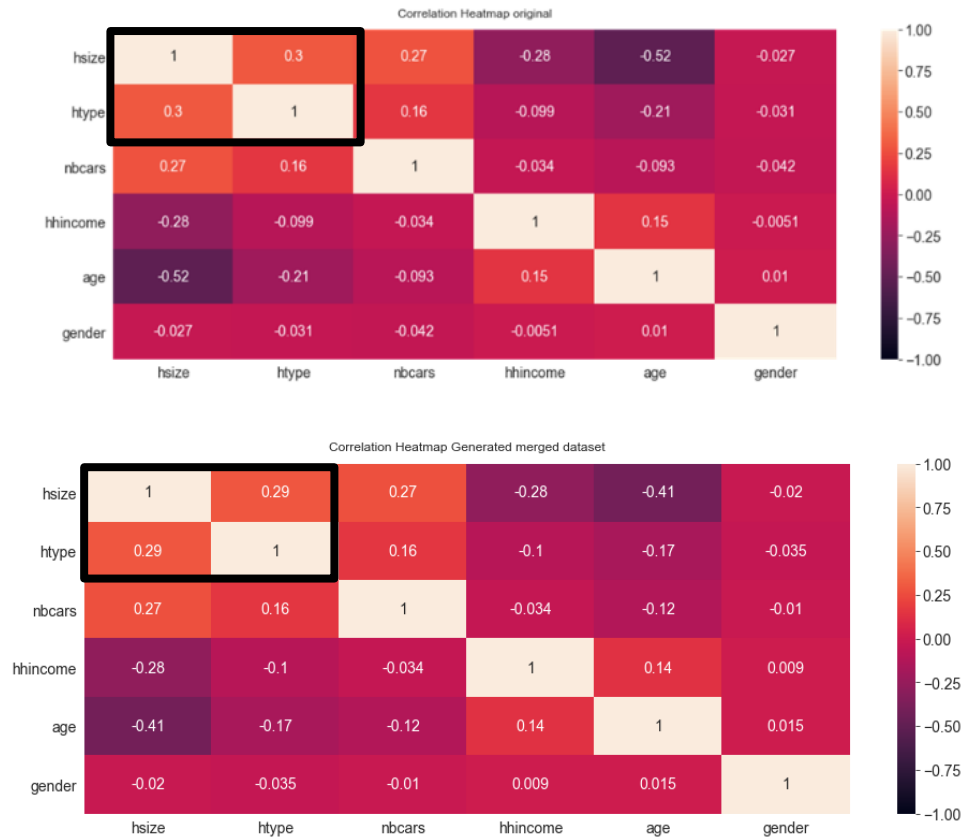 Correlation Heatmap original
hsize 1 0.3 0.27 -0.28 -0.52 -0.027
htype 0.3 1 0.16 -0.099 -0.21 -0.031
nbcars 0.27 0.16 1 -0.034 -0.093 -0.042
hhincome -0.28 -0.099 -0.034 1 0.15 -0.0051
age -0.52 -0.21 -0.093 0.15 1 0.01
gender -0.027 -0.031 -0.042 -0.0051 0.01 1
hsize htype nbcars hhincome age gender
1.00
0.75
0.50
0.25
0.00
−0.25
−0.50
−0.75
−1.00
Correlation Heatmap Generated merged dataset
hsize 1 0.29 0.27 -0.28 -0.41 -0.02
htype 0.29 1 0.16 -0.1 -0.17 -0.035
nbcars 0.27 0.16 1 -0.034 -0.12 -0.01
hhincome -0.28 -0.1 -0.034 1 0.14 0.009
age -0.41 -0.17 -0.12 0.14 1 0.015
gender -0.02 -0.035 -0.01 0.009 0.015 1
hsize htype nbcars hhincome age gender
1.00
0.75
0.50
0.25
0.00
−0.25
−0.50
−0.75
−1.00